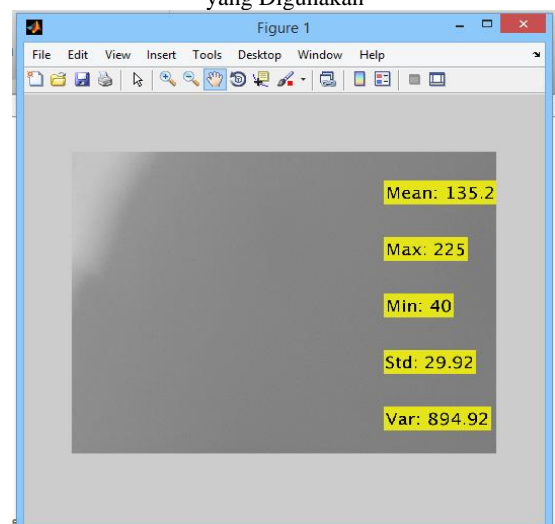 yang Digunakan
Figure 1
File Edit View Insert Tools Desktop Window Help
Mean: 135.2
Max: 225
Min: 40
Std: 29.92
Var: 894.92